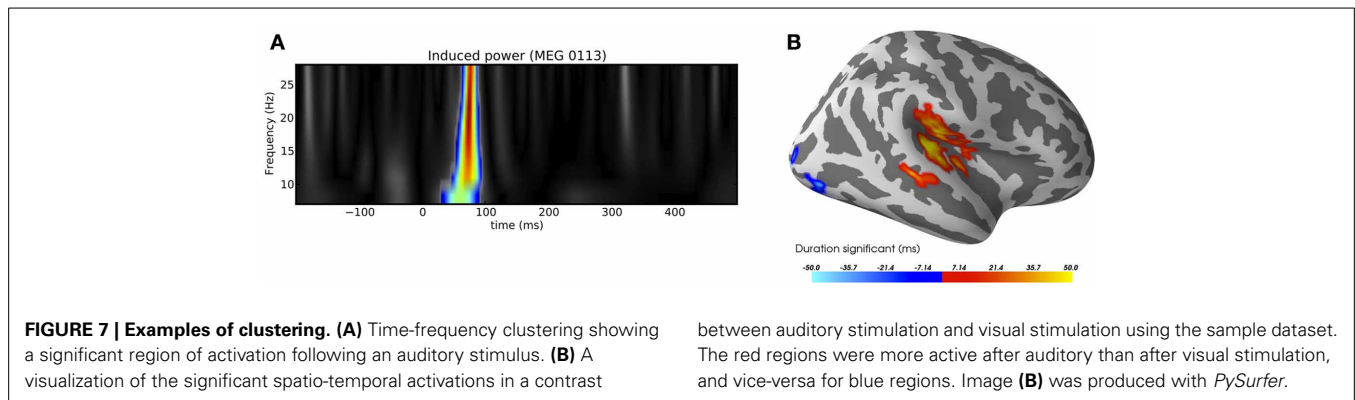 A
Induced power (MEG 0113)
Frequency (Hz)
25
20
15
10
−100 0 100 200 300 400
time (ms)
B
Duration significant (ms)
-50.0 -35.7 -21.4 -7.14 7.14 21.4 35.7 50.0
FIGURE 7 | Examples of clustering. (A) Time-frequency clustering showing
a significant region of activation following an auditory stimulus. (B) A
visualization of the significant spatio-temporal activations in a contrast
between auditory stimulation and visual stimulation using the sample dataset.
The red regions were more active after auditory than after visual stimulation,
and vice-versa for blue regions. Image (B) was produced with PySurfer.